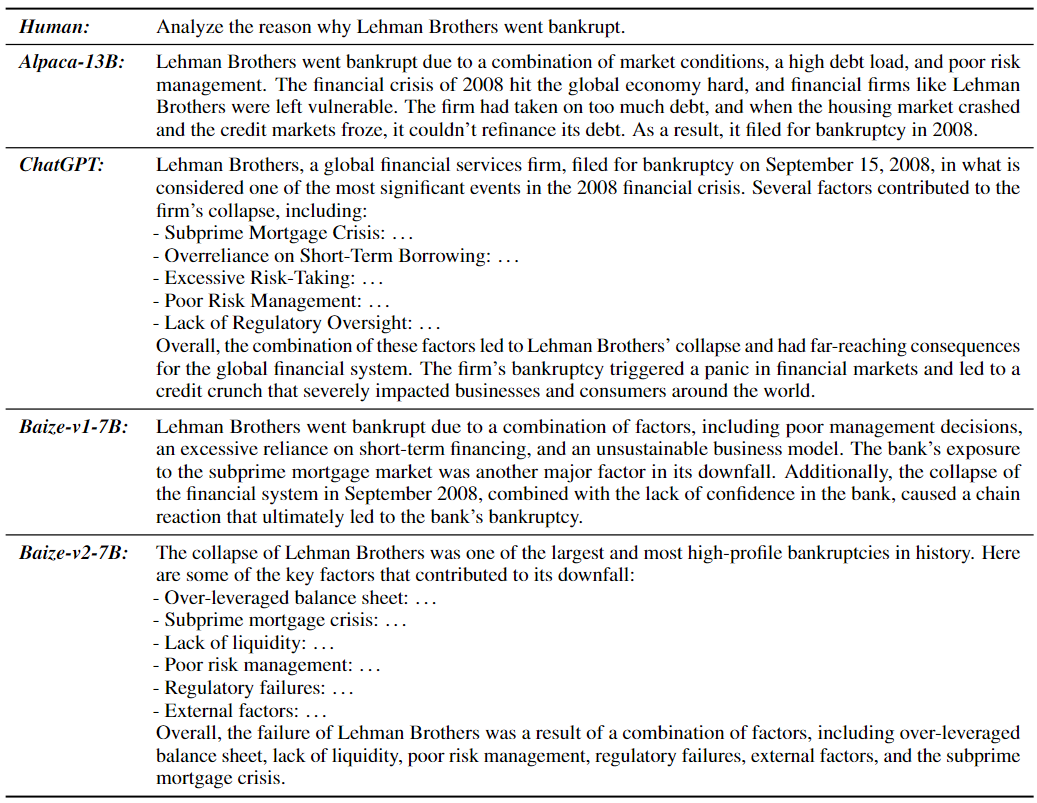 Human: Analyze the reason why Lehman Brothers went bankrupt.
Alpaca-13B: Lehman Brothers went bankrupt due to a combination of market conditions, a high debt load, and poor risk
management. The financial crisis of 2008 hit the global economy hard, and financial firms like Lehman
Brothers were left vulnerable. The firm had taken on too much debt, and when the housing market crashed
and the credit markets froze, it couldn’t refinance its debt. As a result, it filed for bankruptcy in 2008.
ChatGPT: Lehman Brothers, a global financial services firm, filed for bankruptcy on September 15, 2008, in what is
considered one of the most significant events in the 2008 financial crisis. Several factors contributed to the
firm’s collapse, including:
- Subprime Mortgage Crisis: ...
- Overreliance on Short-Term Borrowing: ...
- Excessive Risk-Taking: ...
- Poor Risk Management: ...
- Lack of Regulatory Oversight: ...
Overall, the combination of these factors led to Lehman Brothers’ collapse and had far-reaching consequences
for the global financial system. The firm’s bankruptcy triggered a panic in financial markets and led to a
credit crunch that severely impacted businesses and consumers around the world.
Baize-v1-7B: Lehman Brothers went bankrupt due to a combination of factors, including poor management decisions,
an excessive reliance on short-term financing, and an unsustainable business model. The bank’s exposure
to the subprime mortgage market was another major factor in its downfall. Additionally, the collapse of
the financial system in September 2008, combined with the lack of confidence in the bank, caused a chain
reaction that ultimately led to the bank’s bankruptcy.
Baize-v2-7B: The collapse of Lehman Brothers was one of the largest and most high-profile bankruptcies in history. Here
are some of the key factors that contributed to its downfall:
- Over-leveraged balance sheet: ...
- Subprime mortgage crisis: ...
- Lack of liquidity: ...
- Poor risk management: ...
- Regulatory failures: ...
- External factors: ...
Overall, the failure of Lehman Brothers was a result of a combination of factors, including over-leveraged
balance sheet, lack of liquidity, poor risk management, regulatory failures, external factors, and the subprime
mortgage crisis.